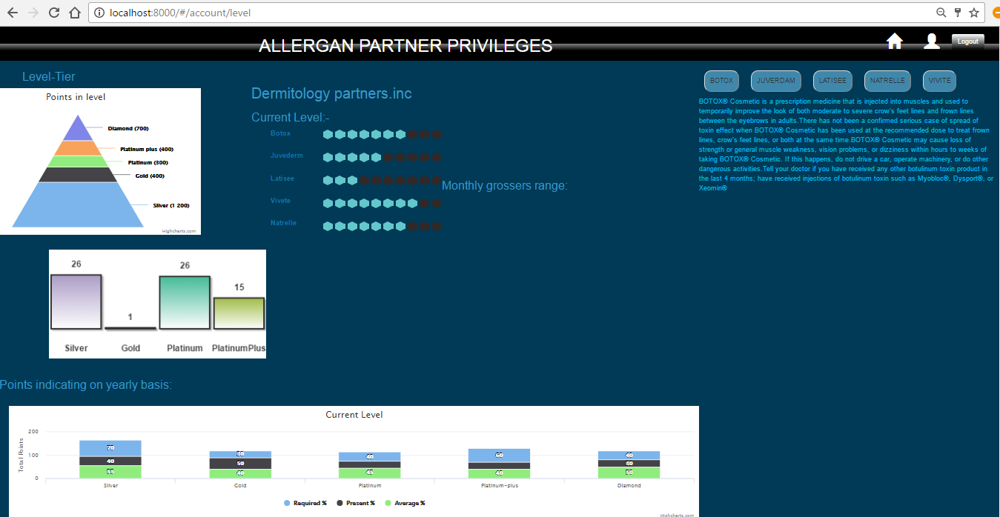 localhost:8000/#/account/level
ALLERGAN PARTNER PRIVILEGES
Logout
Level-Tier
Points in level
Diamond (700)
Platinum plus (400)
Platinum (300)
Gold (400)
Silver (1 200)
Highcharts.com
Dermitology partners.inc
Current Level:-
Botox
Juvederm
Latisee
Vivete
Natrelle
Monthly grossers range:
BOTOX
JUVERDAM
LATISEE
NATRELLE
VIVITE
BOTOX® Cosmetic is a prescription medicine that is injected into muscles and used to
temporarily improve the look of both moderate to severe crow's feet lines and frown lines
between the eyebrows in adults.There has not been a confirmed serious case of spread of
toxin effect when BOTOX® Cosmetic has been used at the recommended dose to treat frown
lines, crow's feet lines, or both at the same time.BOTOX® Cosmetic may cause loss of
strength or general muscle weakness, vision problems, or dizziness within hours to weeks of
taking BOTOX® Cosmetic. If this happens, do not drive a car, operate machinery, or do other
dangerous activities.Tell your doctor if you have received any other botulinum toxin product in
the last 4 months; have received injections of botulinum toxin such as Myobloc®, Dysport®, or
Xeomin®
26
1
26
15
Silver
Gold
Platinum
PlatinumPlus
Points indicating on yearly basis:
Current Level
Total Points
200
100
0
70
40
55
50
40
40
45
60
40
40
80
50
Silver
Gold
Platinum
Platinum-plus
Diamond
Required %
Present %
Average %
Highcharts.com